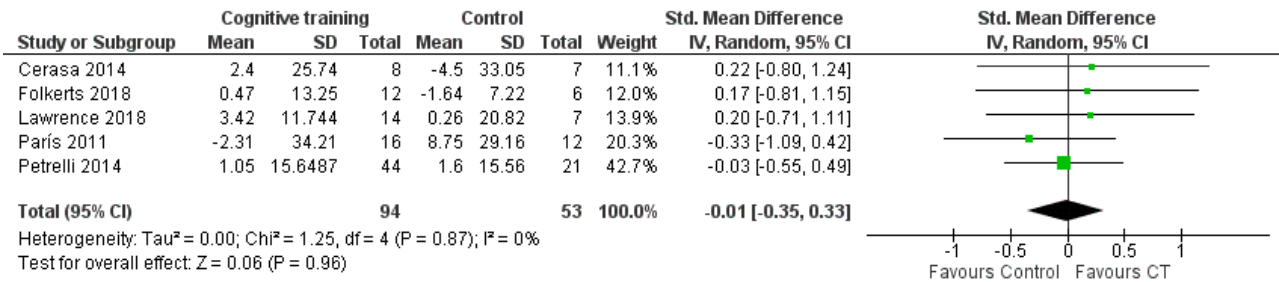 Cognitive training Control Std. Mean Difference Std. Mean Difference
Study or Subgroup Mean SD Total Mean SD Total Weight IV, Random, 95% CI IV, Random, 95% CI
Cerasa 2014 2.4 25.74 8 -4.5 33.05 7 11.1% 0.22 [-0.80, 1.24]
Folkerts 2018 0.47 13.25 12 -1.64 7.22 6 12.0% 0.17 [-0.81, 1.15]
Lawrence 2018 3.42 11.744 14 0.26 20.82 7 13.9% 0.20 [-0.71, 1.11]
París 2011 -2.31 34.21 16 8.75 29.16 12 20.3% -0.33 [-1.09, 0.42]
Petrelli 2014 1.05 15.6487 44 1.6 15.56 21 42.7% -0.03 [-0.55, 0.49]
Total (95% CI) 94 53 100.0% -0.01 [-0.35, 0.33]
Heterogeneity: Tau² = 0.00; Chi² = 1.25, df = 4 (P = 0.87); I² = 0%
Test for overall effect: Z = 0.06 (P = 0.96)
-1 -0.5 0 0.5 1
Favours Control Favours CT